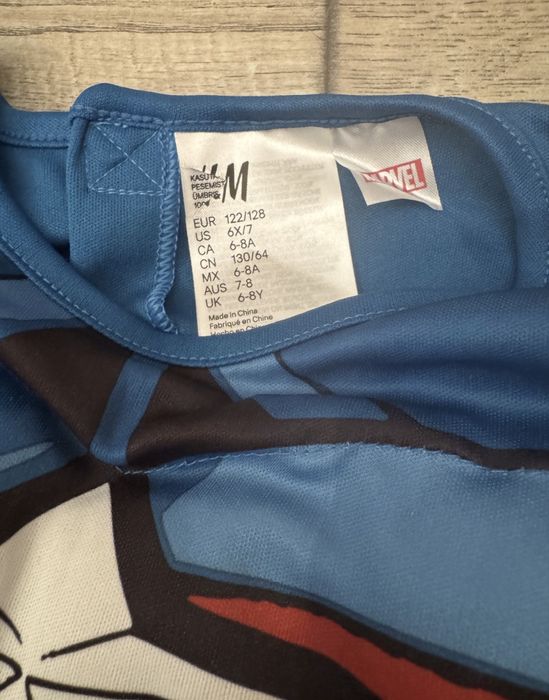 H&M
KASUTA
PESEMIST
ÜMBRIS
100%
MARVEL
EUR 122/128
US 6X/7
CA 6-8A
CN 130/64
MX 6-8A
AUS 7-8
UK 6-8Y
Made in China
Fabriqué en Chine
Hecho en China